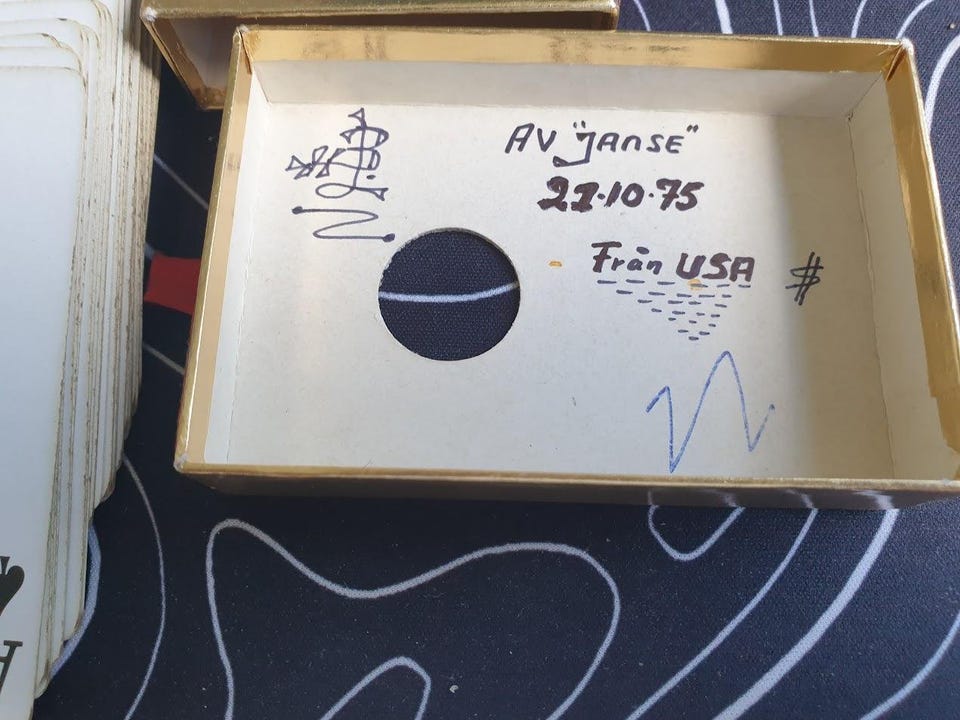 AV "JANSE"
22·10·75
Från USA #